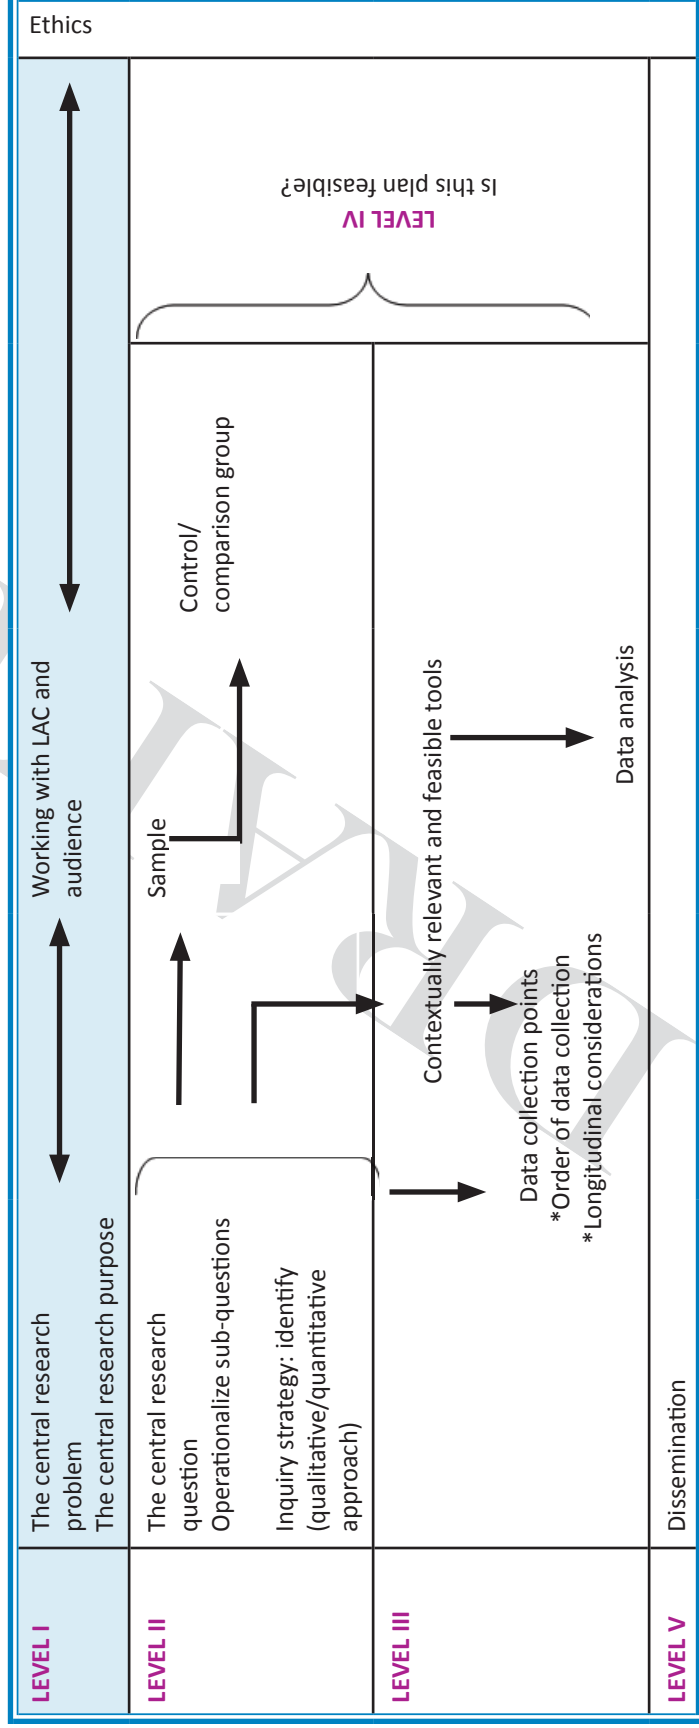 LEVEL I
The central research
problem
The central research purpose
Working with LAC and
audience
Ethics
LEVEL II
The central research
question
Operationalize sub-questions
Inquiry strategy: identify
(qualitative/quantitative
approach)
Sample
Control/
comparison group
LEVEL III
Contextually relevant and feasible tools
Data collection points
*Order of data collection
*Longitudinal considerations
Data analysis
LEVEL IV
Is this plan feasible?
LEVEL V
Dissemination
DRAF